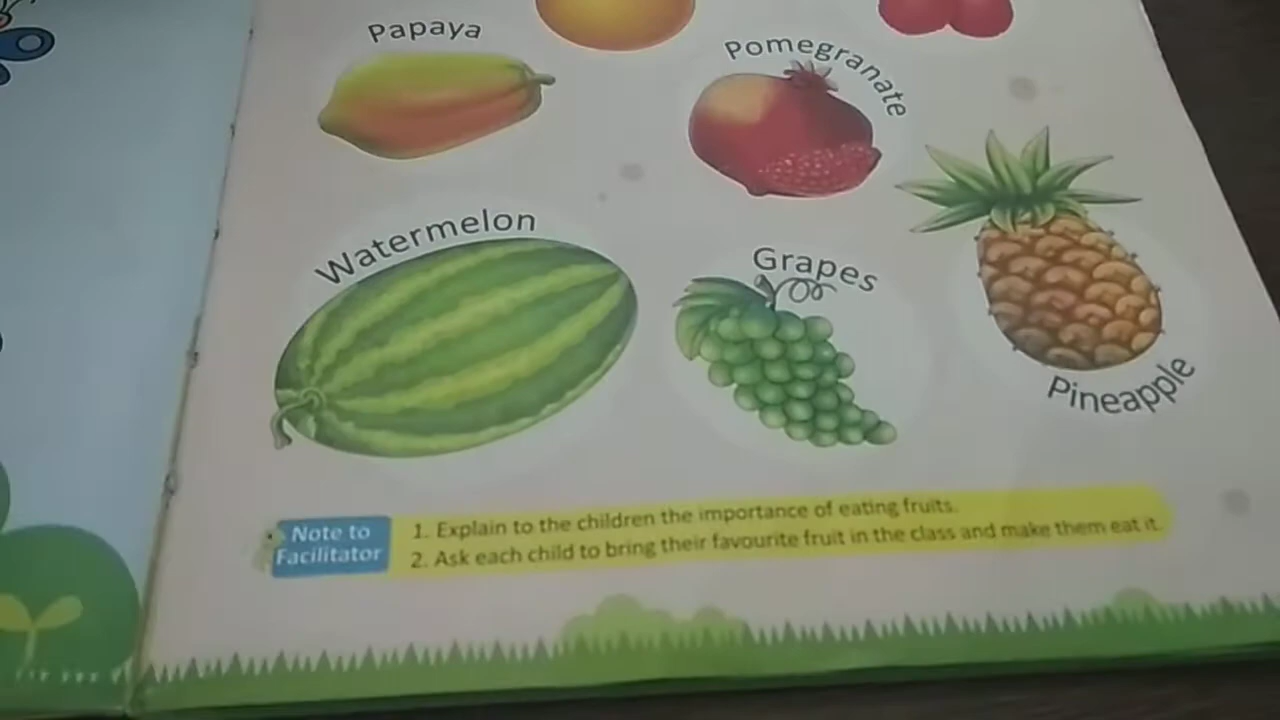 Papaya
Pomegranate
Watermelon
Grapes
Pineapple
Note to
Facilitator
1. Explain to the children the importance of eating fruits.
2. Ask each child to bring their favourite fruit in the class and make them eat it.